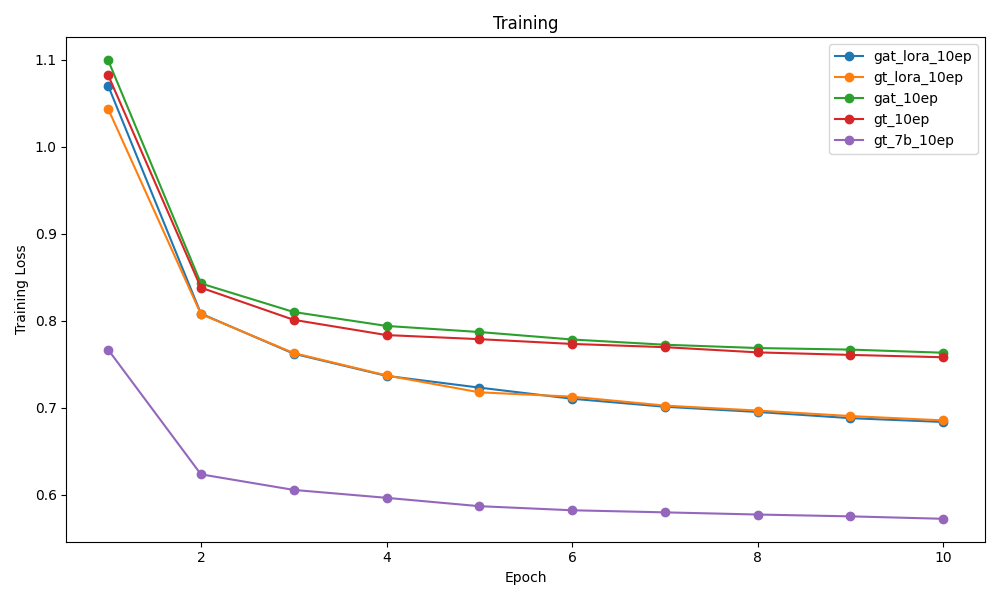 Training
gat_lora_10ep
gt_lora_10ep
gat_10ep
gt_10ep
gt_7b_10ep
Training Loss
1.1
1.0
0.9
0.8
0.7
0.6
2
4
6
8
10
Epoch